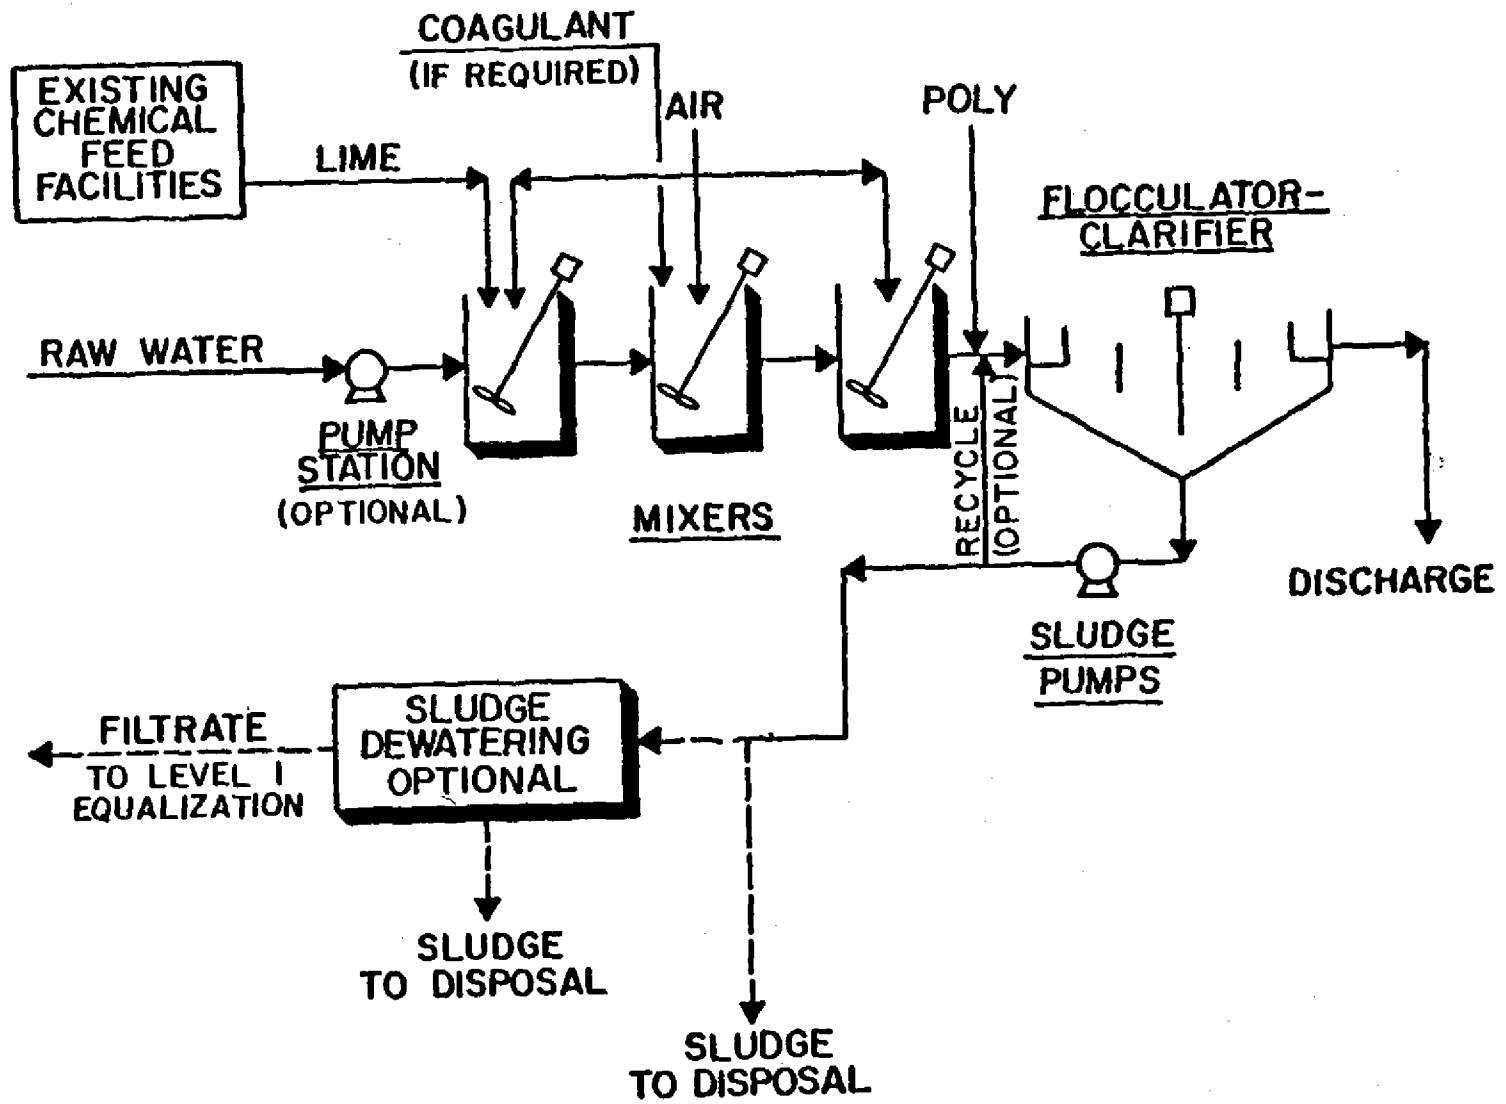 COAGULANT
(IF REQUIRED)
EXISTING
CHEMICAL
FEED
FACILITIES
LIME
AIR
POLY
FLOCCULATOR-
CLARIFIER
RAW WATER
PUMP
STATION
(OPTIONAL)
MIXERS
RECYCLE
(OPTIONAL)
DISCHARGE
SLUDGE
PUMPS
FILTRATE
TO LEVEL I
EQUALIZATION
SLUDGE
DEWATERING
OPTIONAL
SLUDGE
TO DISPOSAL
SLUDGE
TO DISPOSAL